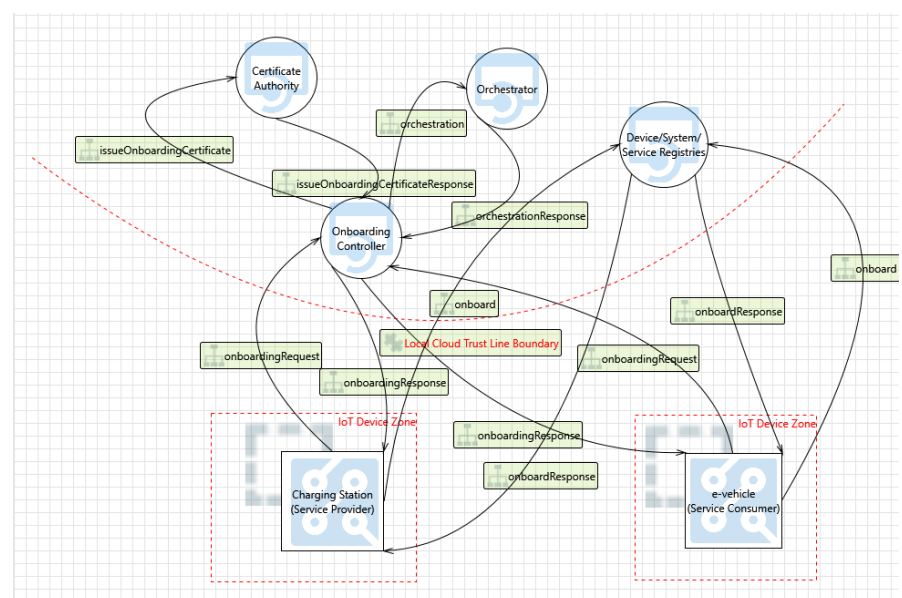 Certificate
Authority
Orchestrator
orchestration
Device/System/
Service Registries
issueOnboardingCertificate
issueOnboardingCertificateResponse
orchestrationResponse
Onboarding
Controller
onboard
onboard
onboardResponse
Local Cloud Trust Line Boundary
onboardingRequest
onboardingRequest
onboardingResponse
IoT Device Zone
IoT Device Zone
onboardingResponse
onboardResponse
Charging Station
(Service Provider)
e-vehicle
(Service Consumer)